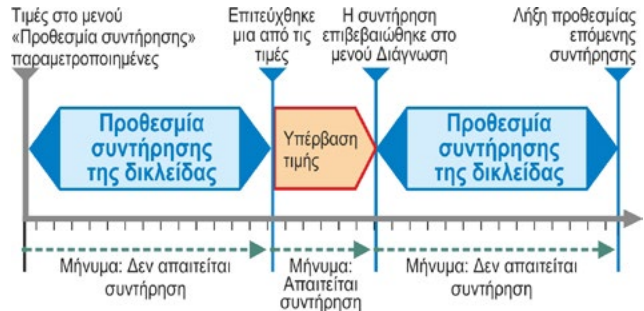 Τιμές στο μενού
«Προθεσμία συντήρησης»
παραμετροποιημένες
Επιτεύχθηκε
μια από τις
τιμές
Η συντήρηση
επιβεβαιώθηκε στο
μενού Διάγνωση
Λήξη προθεσμίας
επόμενης
συντήρησης
Προθεσμία
συντήρησης
της δικλείδας
Υπέρβαση
τιμής
Προθεσμία
συντήρησης
της δικλείδας
Μήνυμα: Δεν απαιτείται
συντήρηση
Μήνυμα:
Απαιτείται
συντήρηση
Μήνυμα: Δεν απαιτείται
συντήρηση